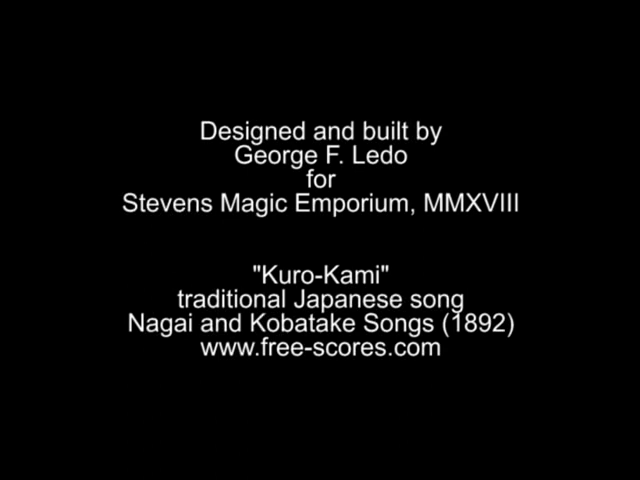 Designed and built by
George F. Ledo
for
Stevens Magic Emporium, MMXVIII
"Kuro-Kami"
traditional Japanese song
Nagai and Kobatake Songs (1892)
www.free-scores.com